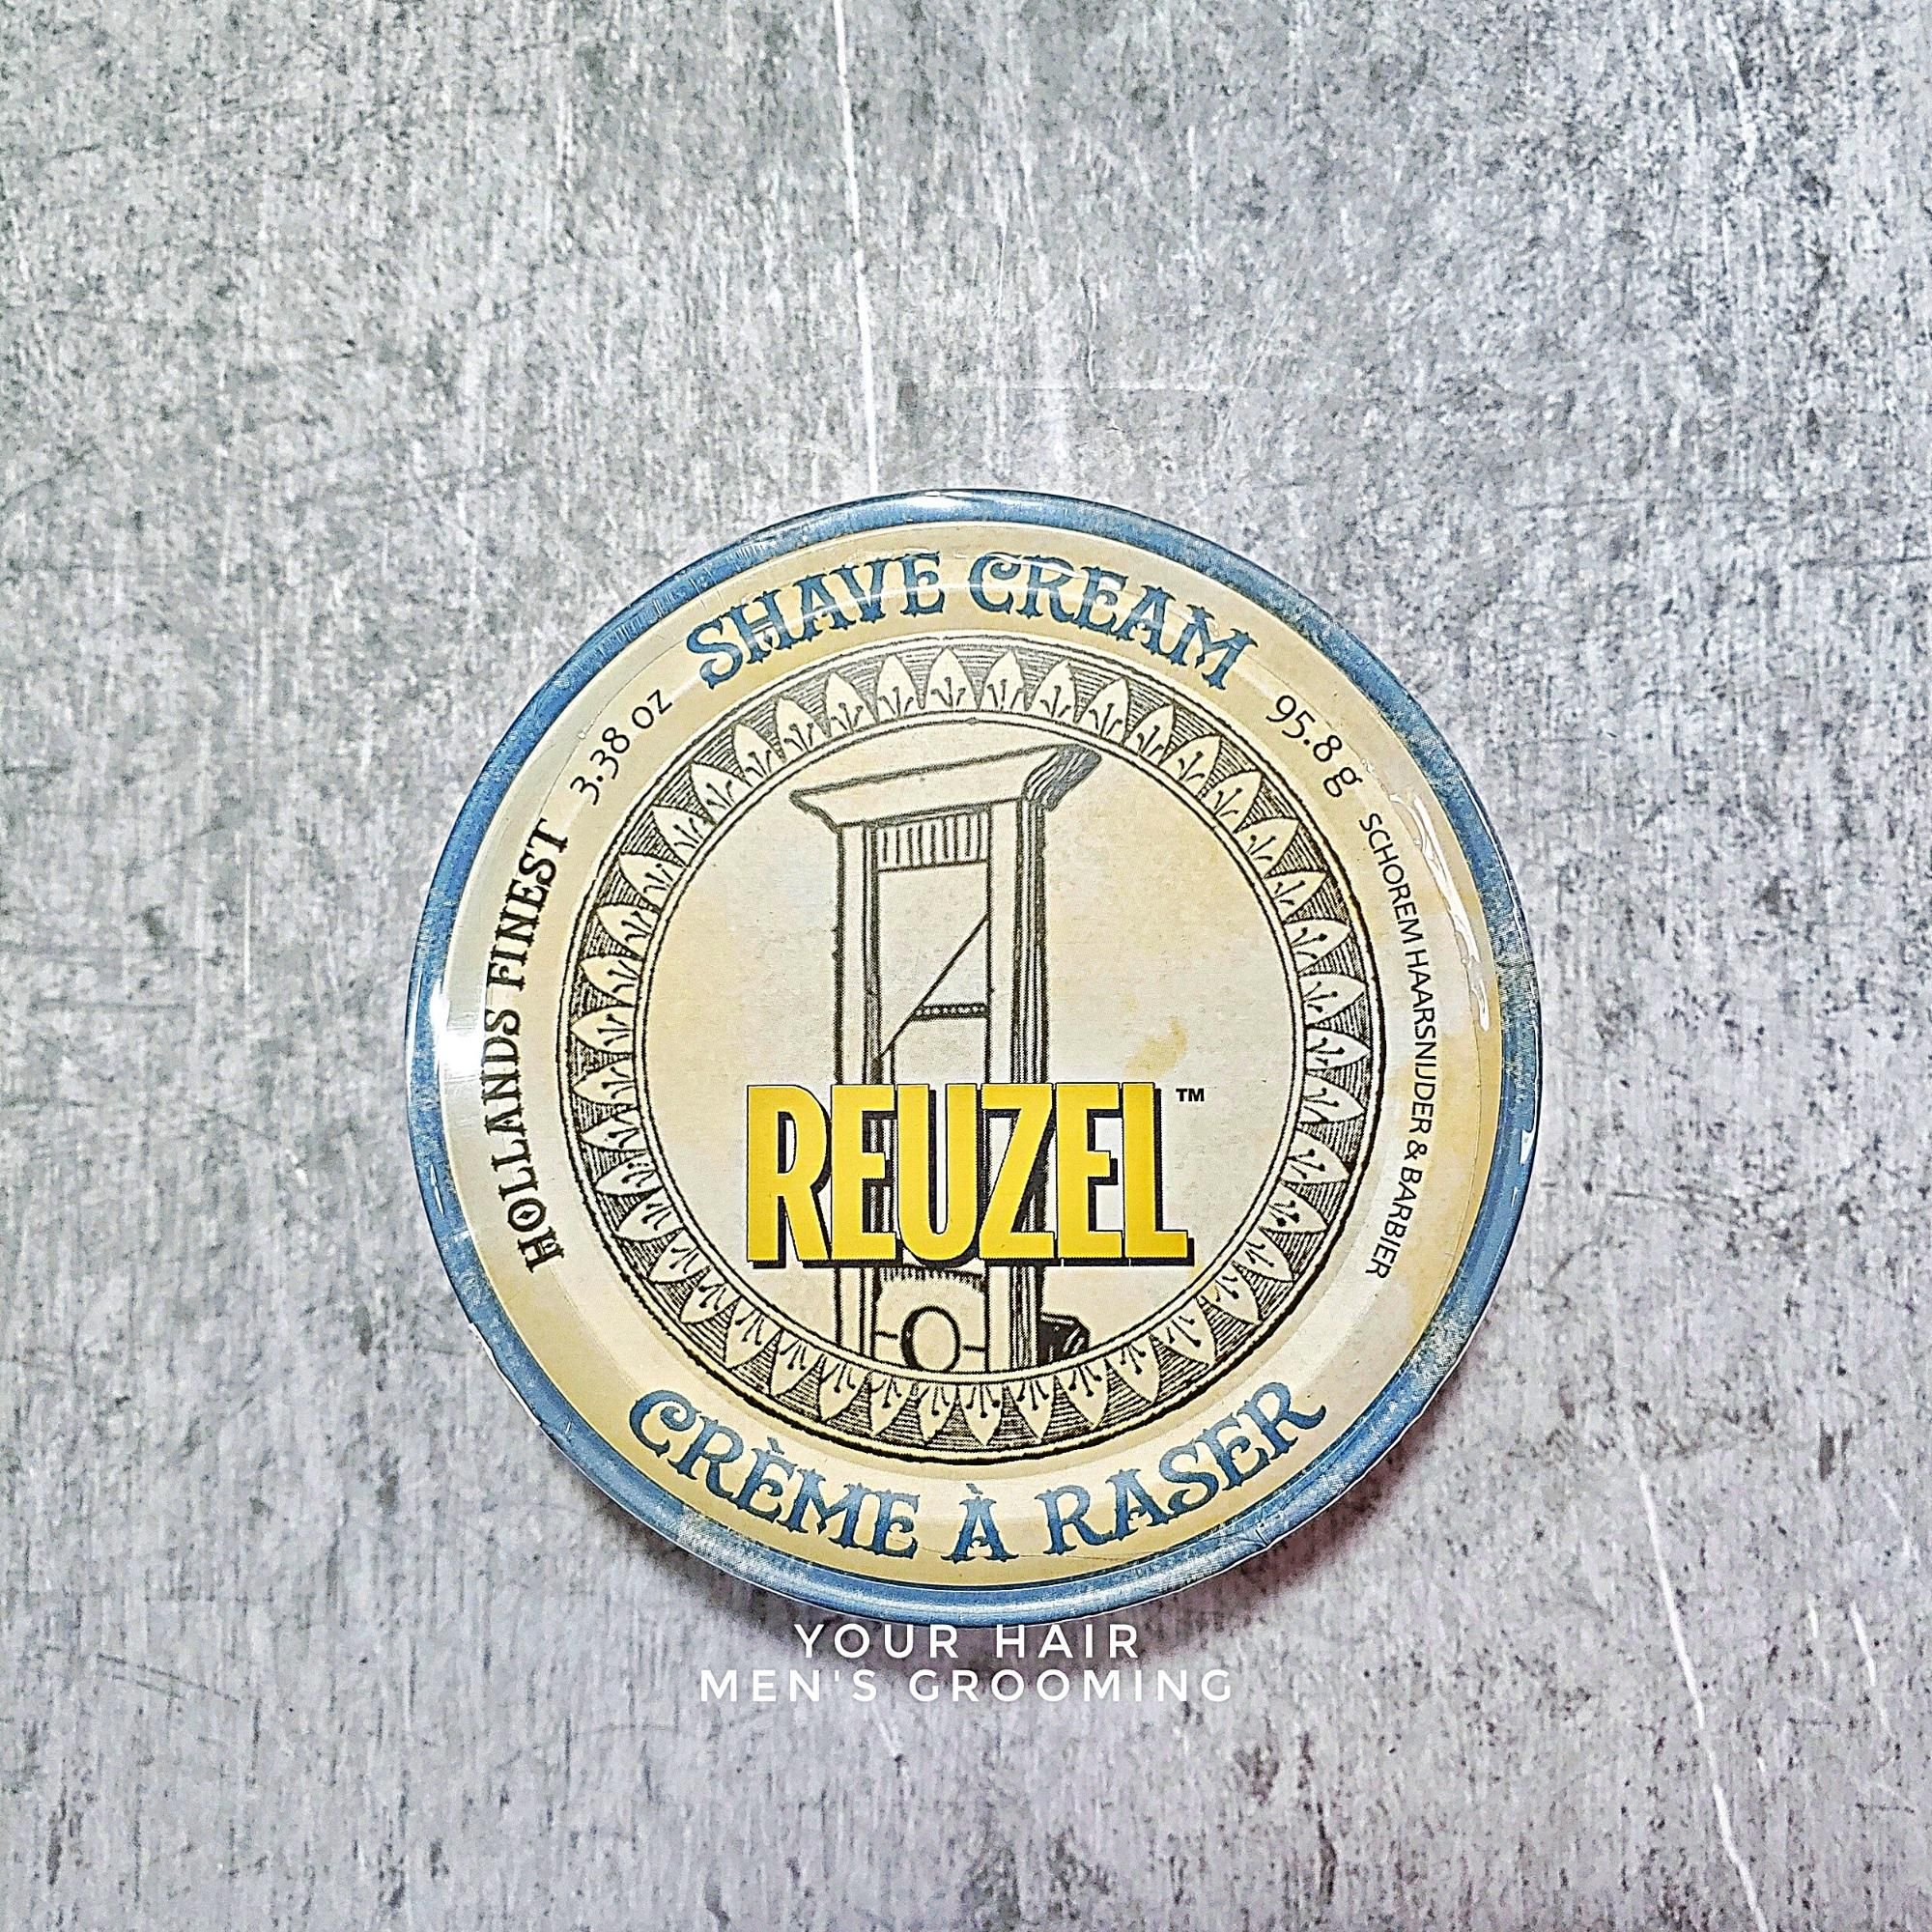 SHAVE CREAM
3.38 oz
95.8 g
HOLLANDS FINEST
SCHOREM HAARSNIJDER & BARBIER
REUZEL™
CRÈME À RASER
YOUR HAIR
MEN'S GROOMING